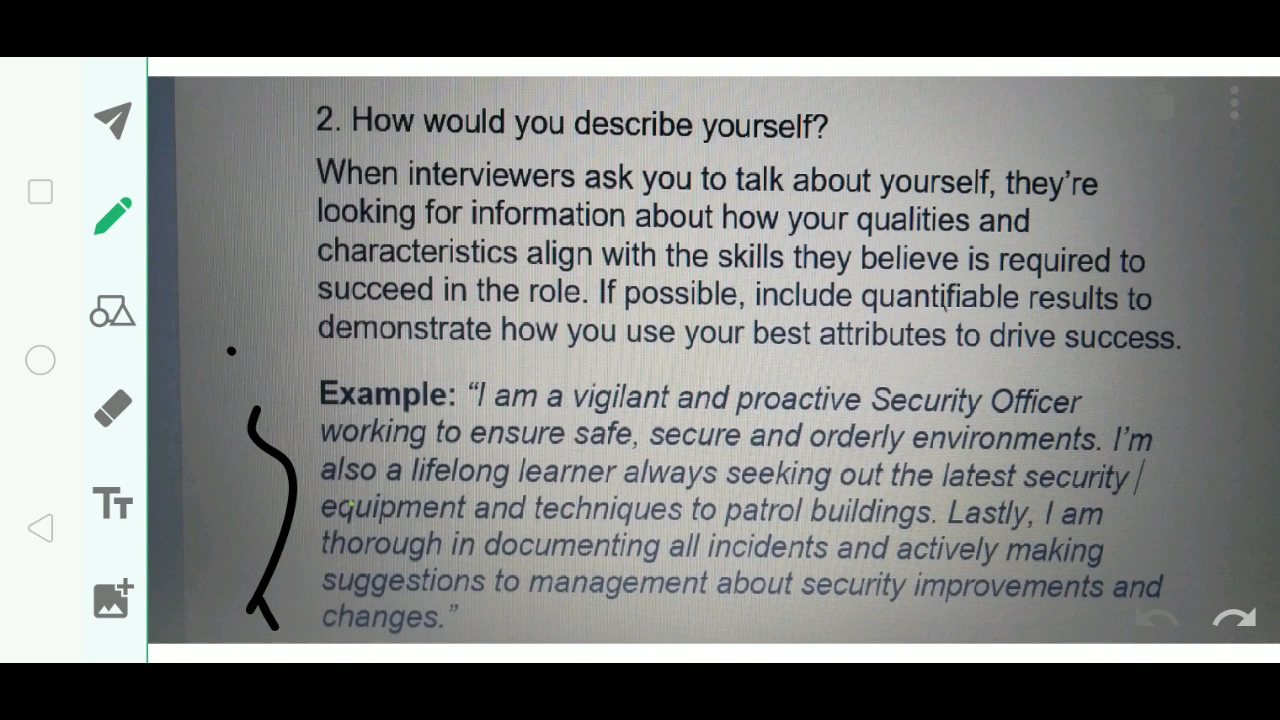 2. How would you describe yourself?
When interviewers ask you to talk about yourself, they're
looking for information about how your qualities and
characteristics align with the skills they believe is required to
succeed in the role. If possible, include quantifiable results to
demonstrate how you use your best attributes to drive success.
Example: “I am a vigilant and proactive Security Officer
working to ensure safe, secure and orderly environments. I'm
also a lifelong learner always seeking out the latest security
equipment and techniques to patrol buildings. Lastly, I am
thorough in documenting all incidents and actively making
suggestions to management about security improvements and
changes.”
TT